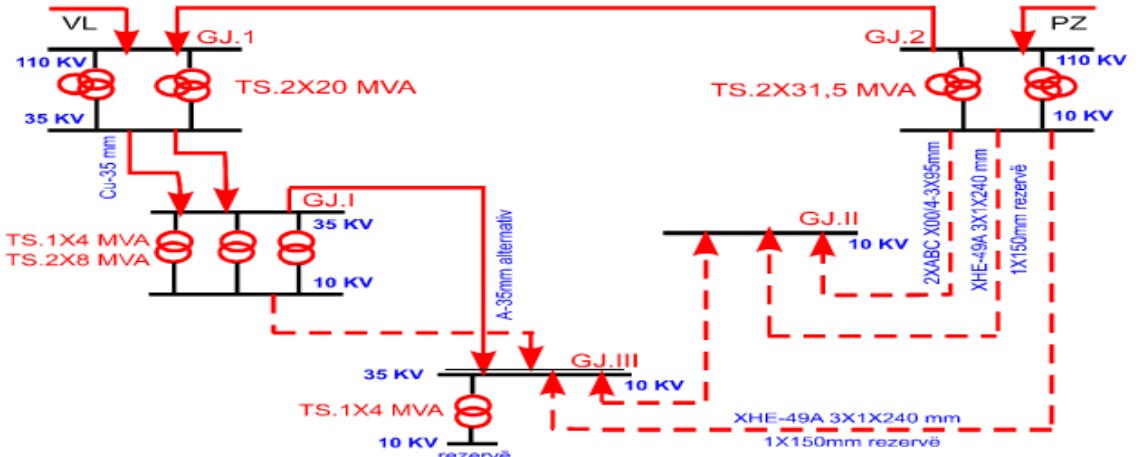 VL
GJ.1
GJ.2
PZ
110 KV
110 KV
TS.2X20 MVA
TS.2X31,5 MVA
35 KV
10 KV
Cu-35 mm
GJ.I
35 KV
TS.1X4 MVA
TS.2X8 MVA
10 KV
A-35mm alternativ
GJ.II
10 KV
2XABC X00/4-3X95mm
XHE-49A 3X1X240 mm
1X150mm rezervë
GJ.III
35 KV
10 KV
TS.1X4 MVA
XHE-49A 3X1X240 mm
1X150mm rezervë
10 KV
rezervë